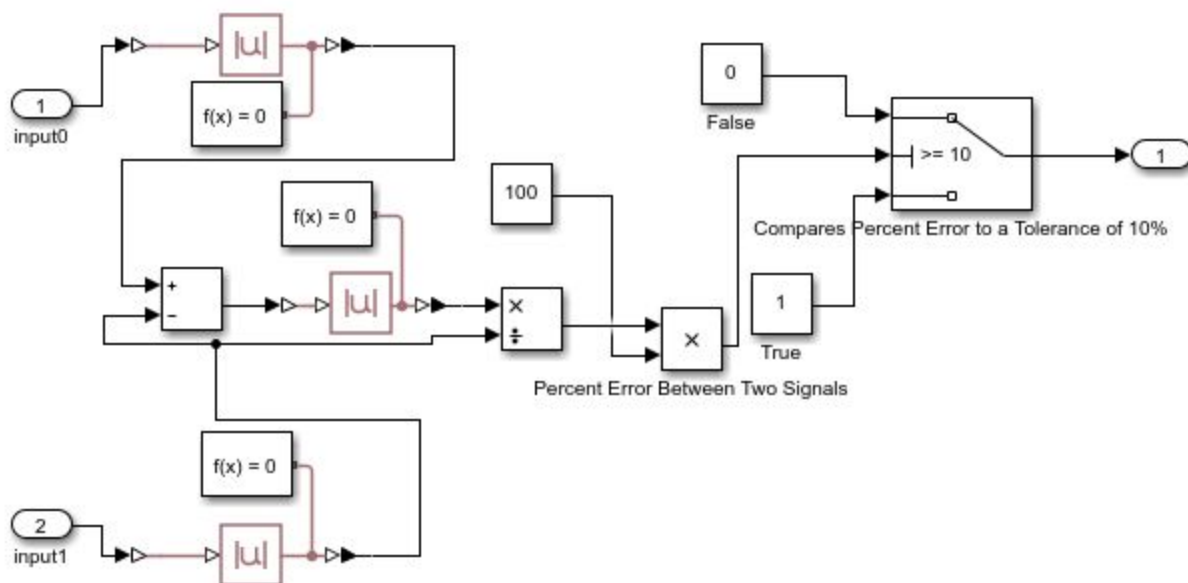 |u|
f(x) = 0
1
input0
0
False
>= 10
1
100
f(x) = 0
Compares Percent Error to a Tolerance of 10%
+
−
|u|
×
÷
×
1
True
Percent Error Between Two Signals
f(x) = 0
2
input1
|u|